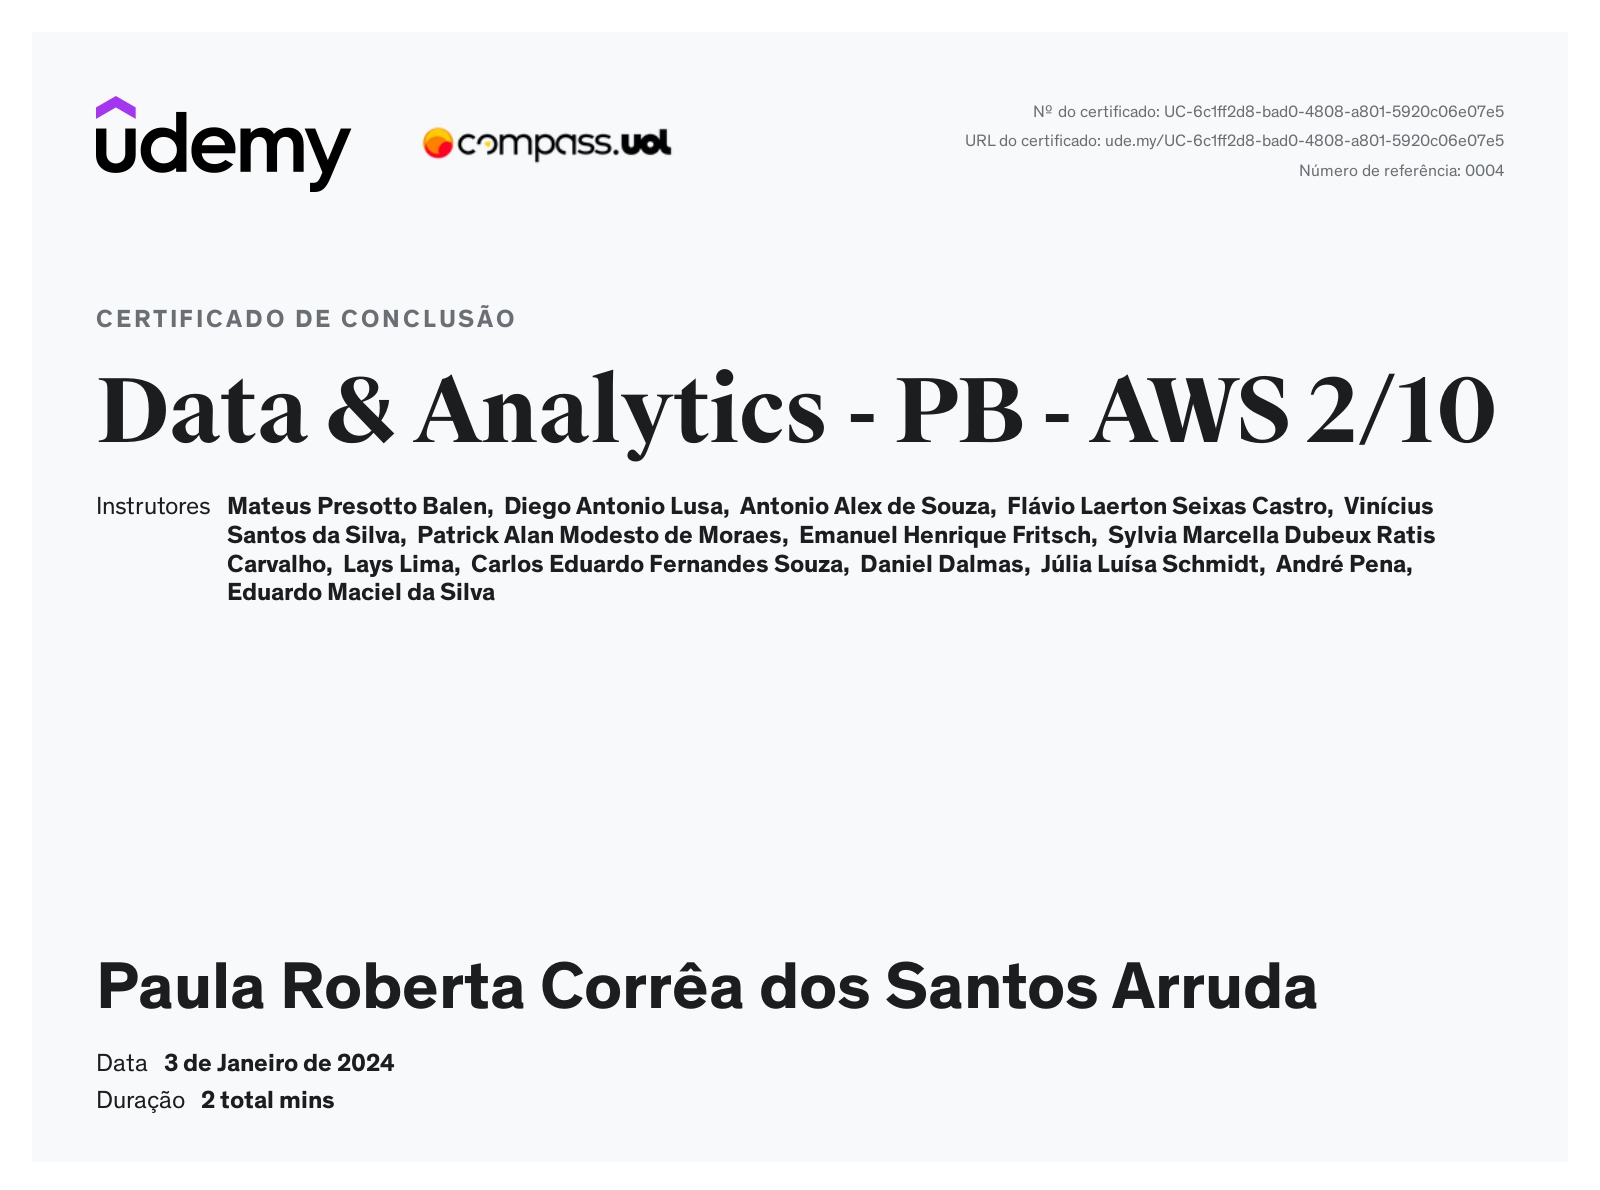 udemy
compass.uol
Nº do certificado: UC-6c1ff2d8-bad0-4808-a801-5920c06e07e5
URL do certificado: ude.my/UC-6c1ff2d8-bad0-4808-a801-5920c06e07e5
Número de referência: 0004
CERTIFICADO DE CONCLUSÃO
Data & Analytics - PB - AWS 2/10
Instrutores Mateus Presotto Balen, Diego Antonio Lusa, Antonio Alex de Souza, Flávio Laerton Seixas Castro, Vinícius
Santos da Silva, Patrick Alan Modesto de Moraes, Emanuel Henrique Fritsch, Sylvia Marcella Dubeux Ratis
Carvalho, Lays Lima, Carlos Eduardo Fernandes Souza, Daniel Dalmas, Júlia Luísa Schmidt, André Pena,
Eduardo Maciel da Silva
Paula Roberta Corrêa dos Santos Arruda
Data 3 de Janeiro de 2024
Duração 2 total mins